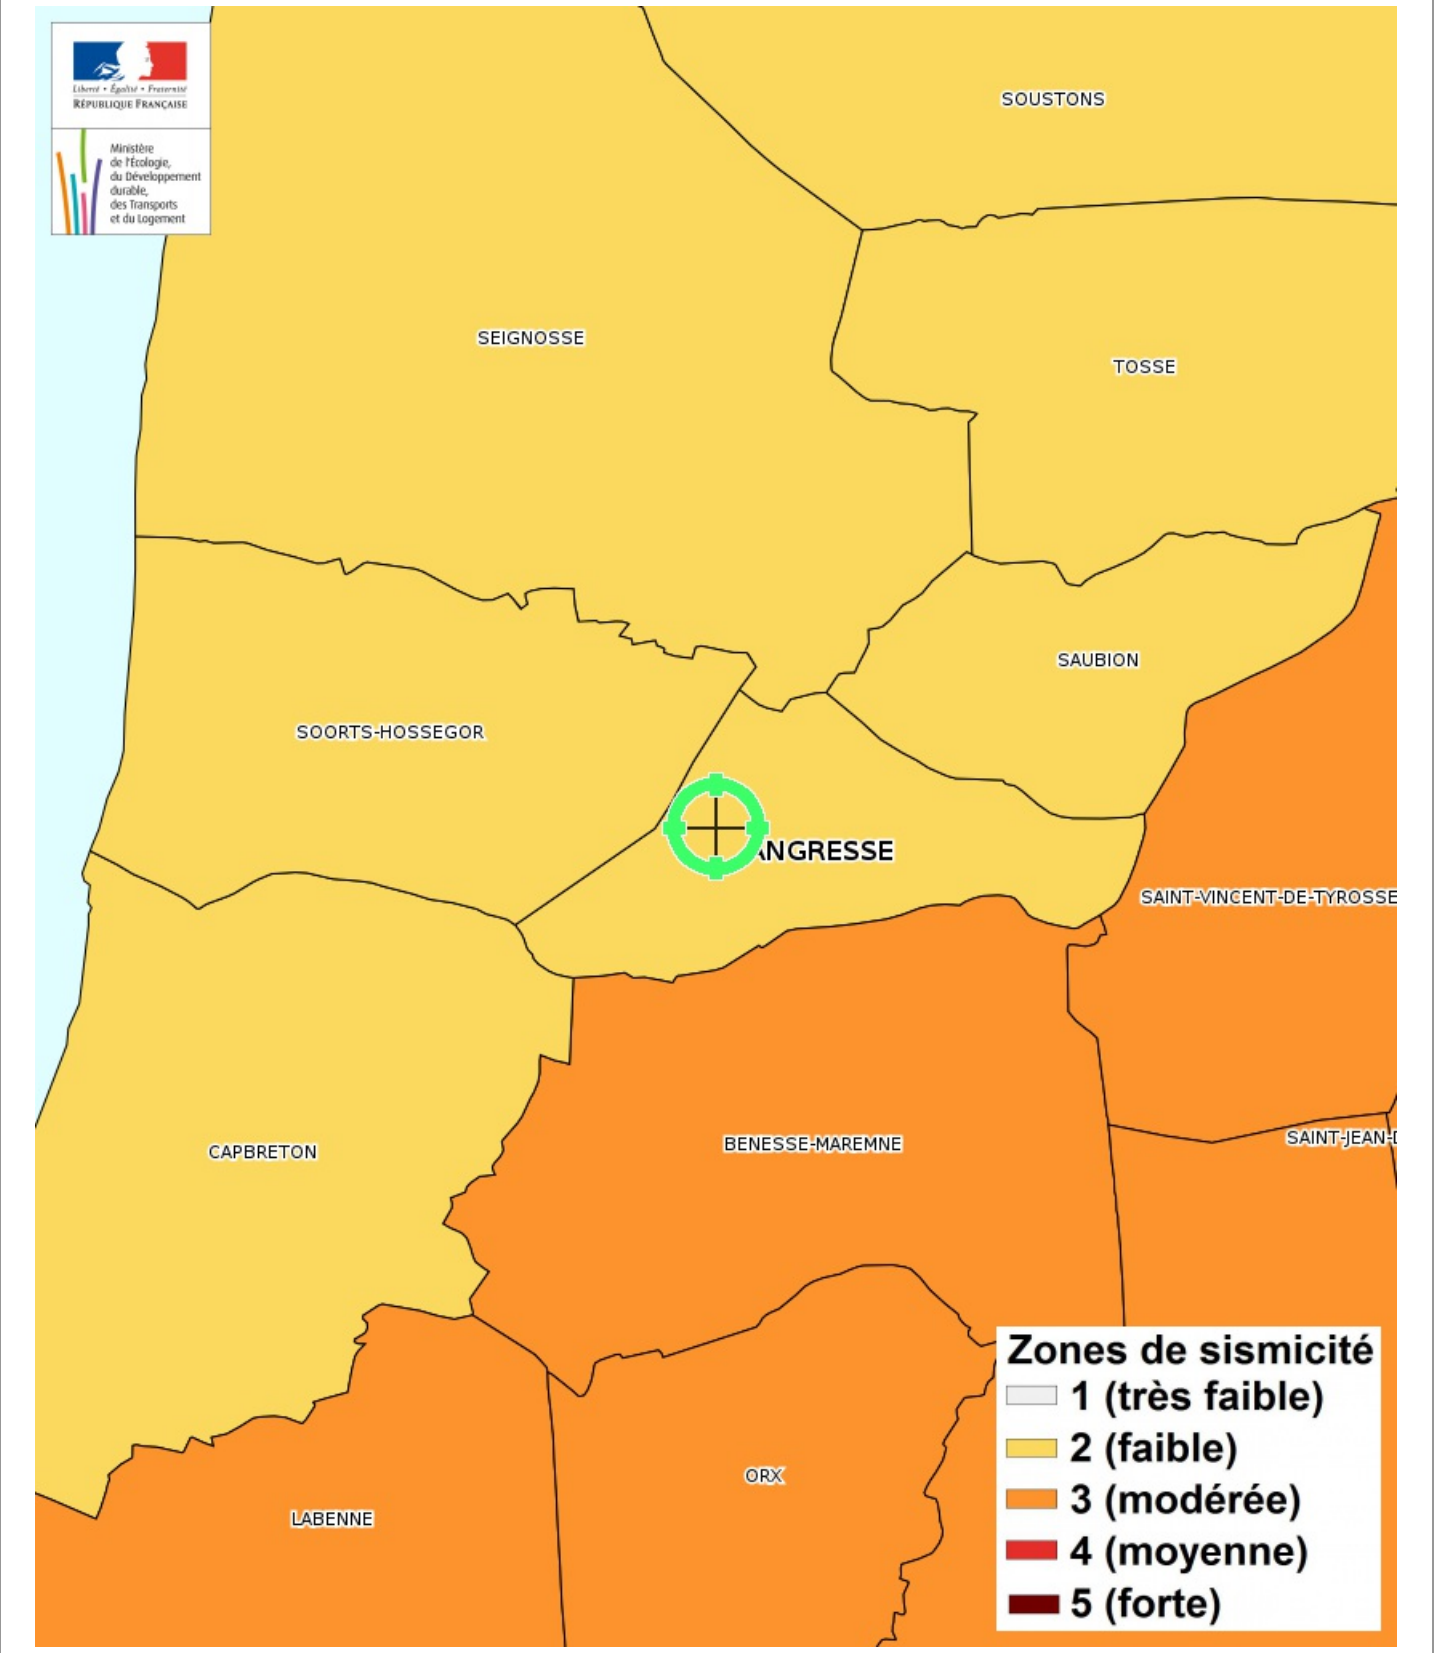 Liberté • Égalité • Fraternité
RÉPUBLIQUE FRANÇAISE
Ministère
de l'Écologie,
du Développement
durable,
des Transports
et du Logement
SOUSTONS
SEIGNOSSE
TOSSE
SAUBION
SOORTS-HOSSEGOR
ANGRESSE
SAINT-VINCENT-DE-TYROSSE
BENESSE-MAREMNE
SAINT-JEAN-D
CAPBRETON
ORX
LABENNE
Zones de sismicité
1 (très faible)
2 (faible)
3 (modérée)
4 (moyenne)
5 (forte)